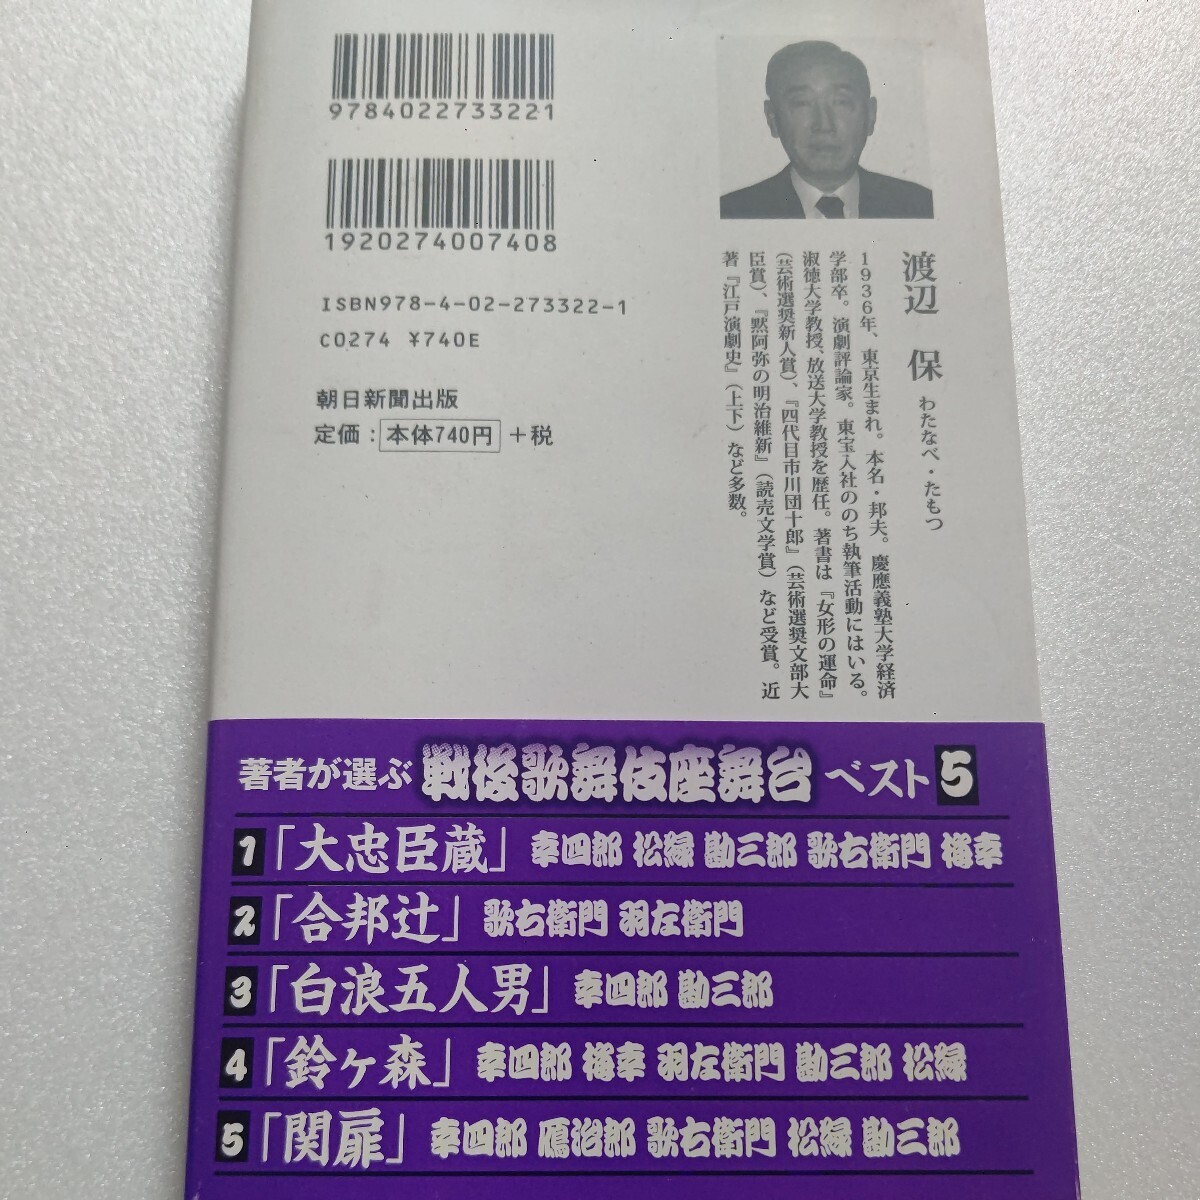 9784022733221
1920274007408
ISBN978-4-02-273322-1
C0274 ¥740E
朝日新聞出版
定価：本体740円＋税
渡辺 保 わたなべ・たもつ
1936年、東京生まれ。本名・邦夫。慶應義塾大学経済
学部卒。演劇評論家。東宝入社ののち執筆活動にはいる。
淑徳大学教授、放送大学教授を歴任。著書は『女形の運命』
（芸術選奨新人賞）、『四代目市川団十郎』（芸術選奨文部大
臣賞）、『黙阿弥の明治維新』（読売文学賞）など受賞。近
著『江戸演劇史』（上下）など多数。
著者が選ぶ 戦後歌舞伎座舞台 ベスト5
1「大忠臣蔵」 幸四郎 松緑 勘三郎 歌右衛門 梅幸
2「合邦辻」 歌右衛門 羽左衛門
3「白浪五人男」 幸四郎 勘三郎
4「鈴ヶ森」 幸四郎 梅幸 羽左衛門 勘三郎 松緑
5「関扉」 幸四郎 鴈治郎 歌右衛門 松緑 勘三郎